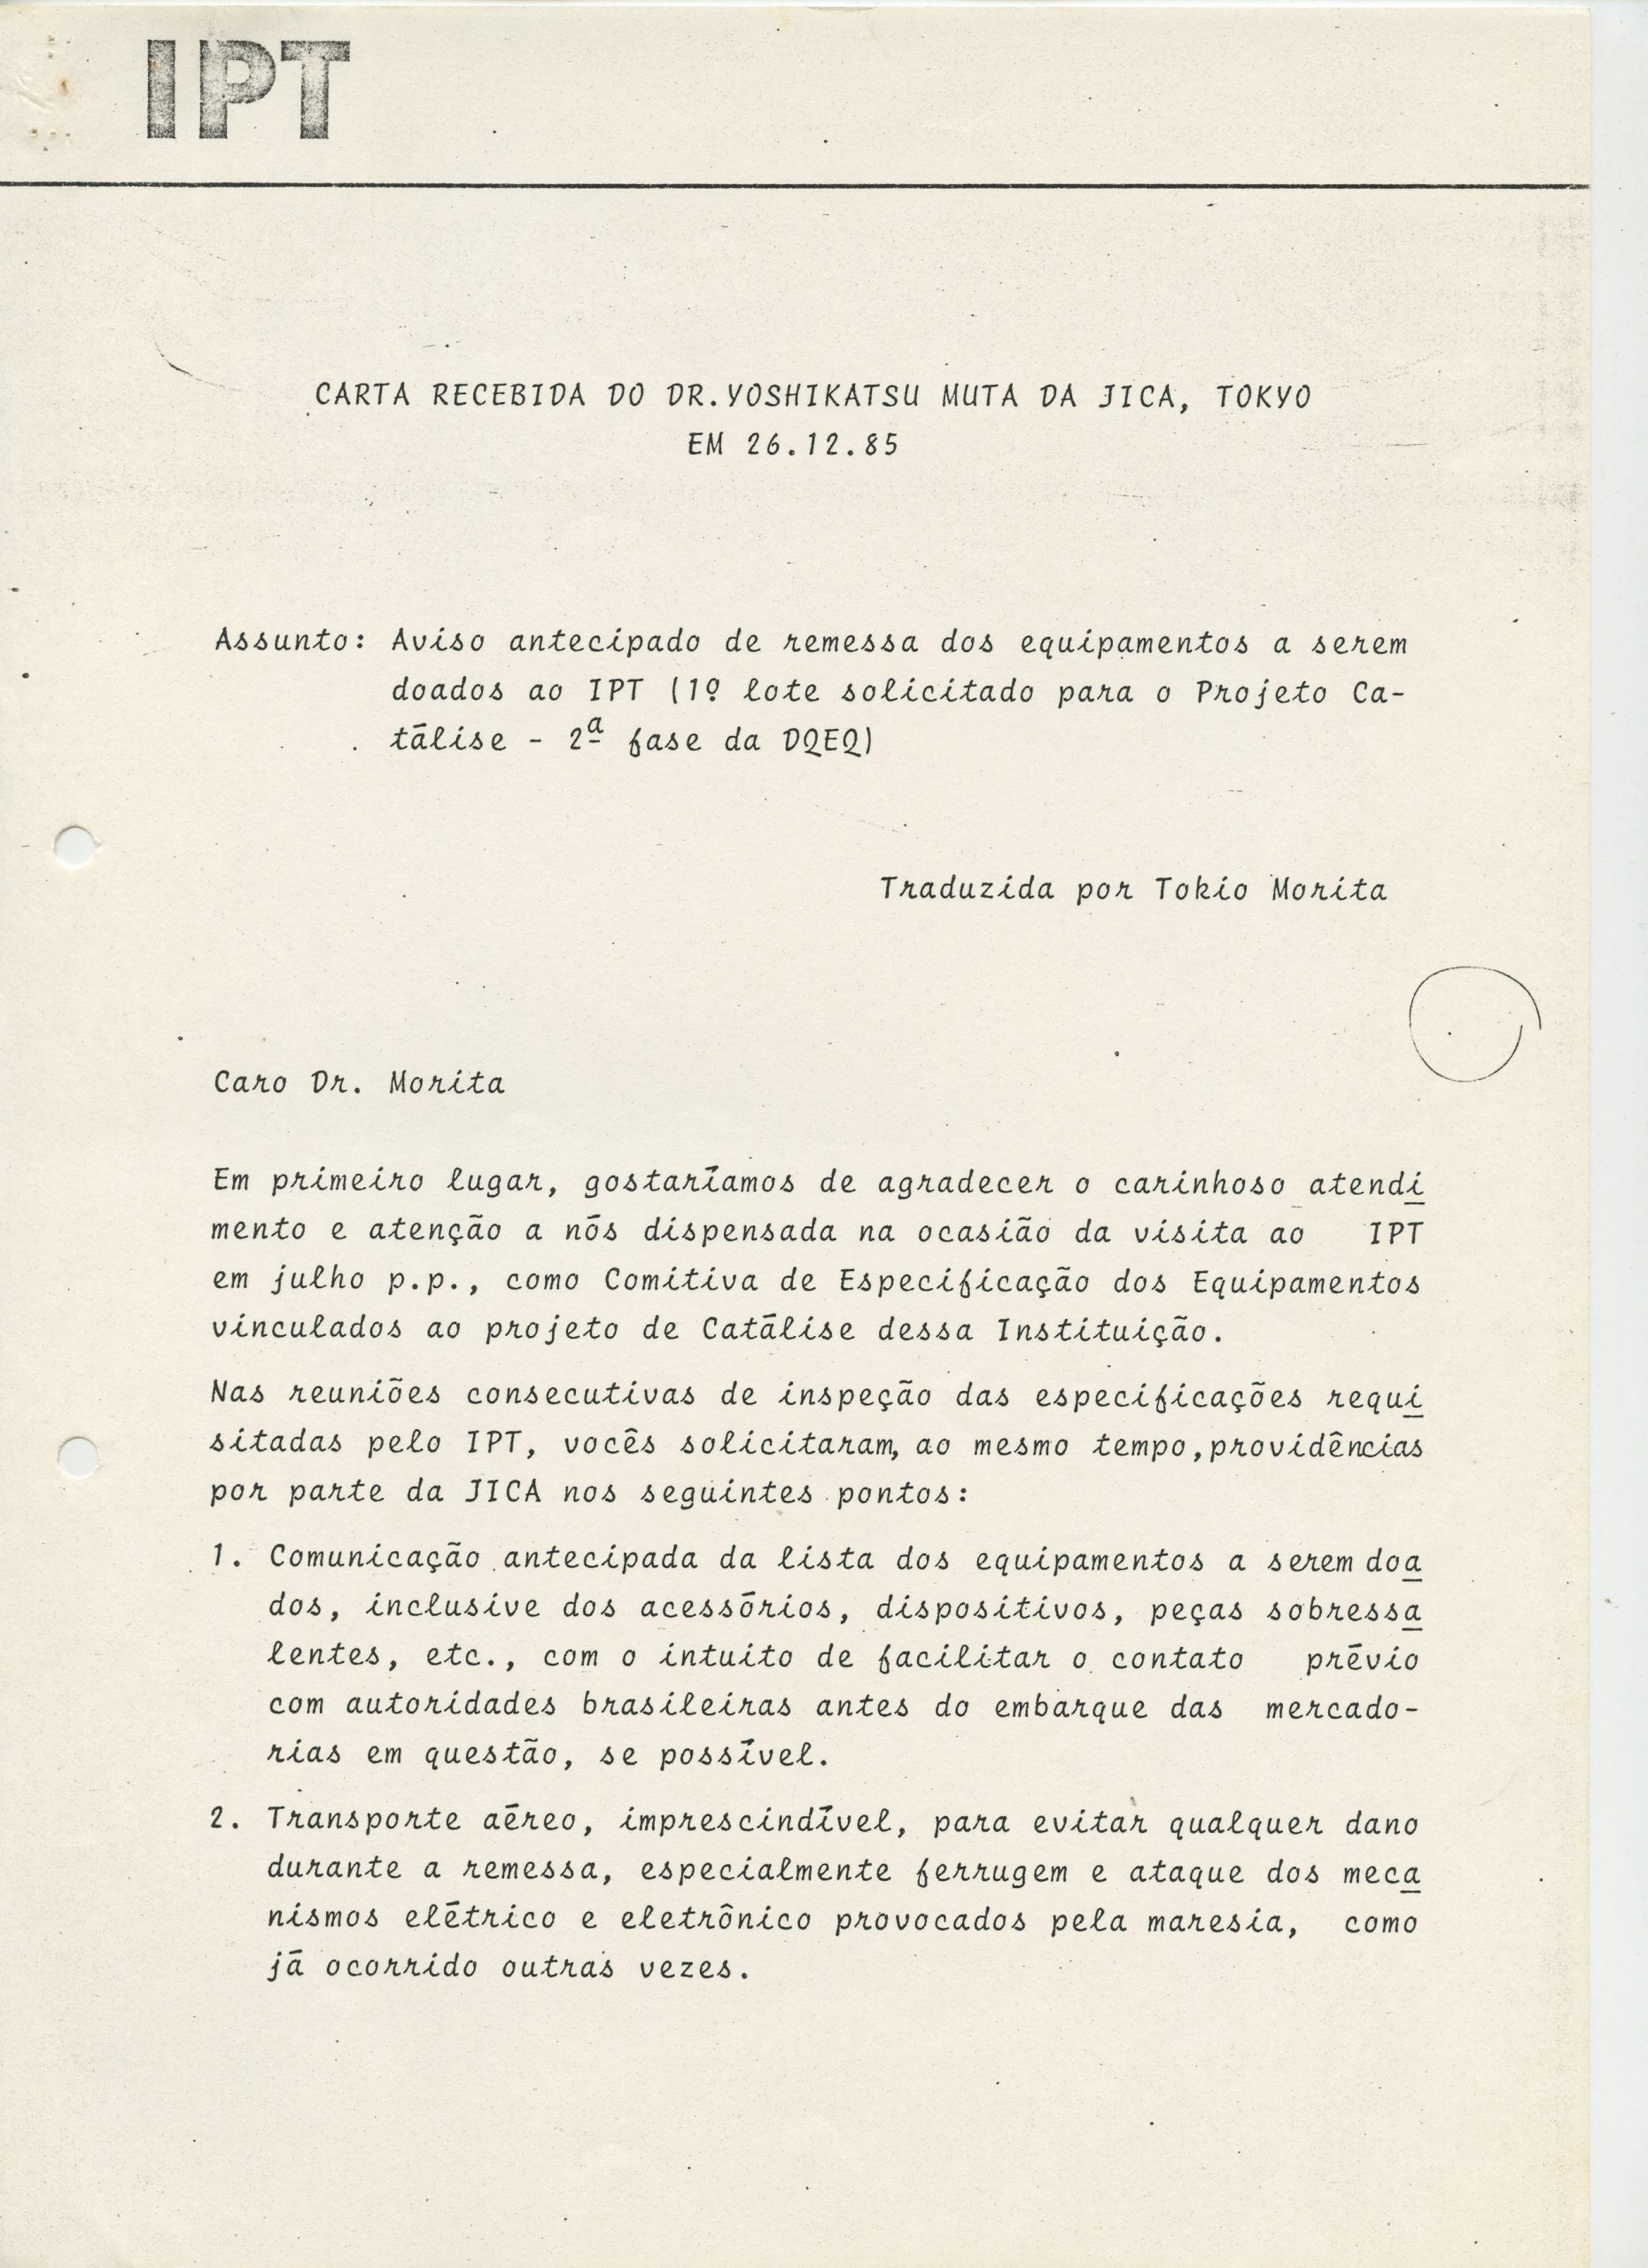 IPT
CARTA RECEBIDA DO DR.YOSHIKATSU MUTA DA JICA, TOKYO
EM 26.12.85
Assunto: Aviso antecipado de remessa dos equipamentos a serem
doados ao IPT (1º lote solicitado para o Projeto Ca-
tálise - 2ª fase da DQEQ)
Traduzida por Tokio Morita
Caro Dr. Morita
Em primeiro lugar, gostaríamos de agradecer o carinhoso atendi
mento e atenção a nós dispensada na ocasião da visita ao IPT
em julho p.p., como Comitiva de Especificação dos Equipamentos
vinculados ao projeto de Catálise dessa Instituição.
Nas reuniões consecutivas de inspeção das especificações requi
sitadas pelo IPT, vocês solicitaram, ao mesmo tempo,providências
por parte da JICA nos seguintes pontos:
1. Comunicação antecipada da lista dos equipamentos a serem doa
dos, inclusive dos acessórios, dispositivos, peças sobressa
lentes, etc., com o intuito de facilitar o contato prévio
com autoridades brasileiras antes do embarque das mercado-
rias em questão, se possível.
2. Transporte aéreo, imprescindível, para evitar qualquer dano
durante a remessa, especialmente ferrugem e ataque dos meca
nismos elétrico e eletrônico provocados pela maresia, como
já ocorrido outras vezes.